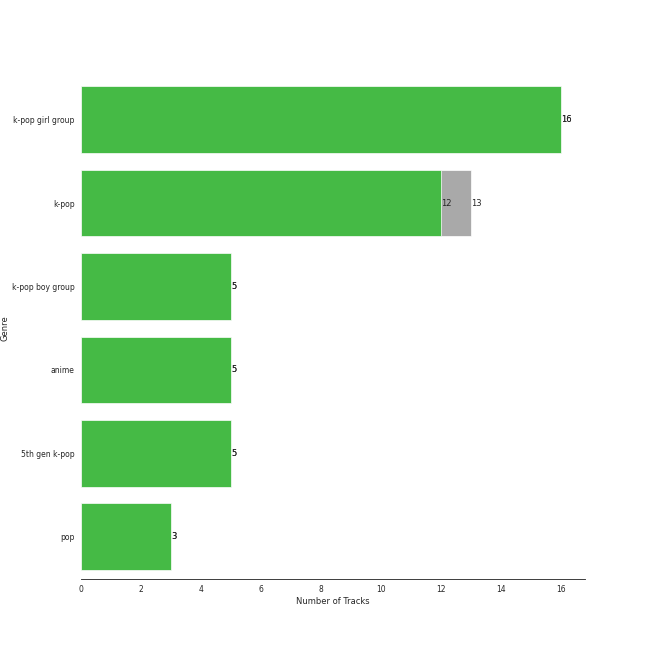 k-pop girl group 16
k-pop 12 13
k-pop boy group 5
anime 5
5th gen k-pop 5
pop 3
Genre
0 2 4 6 8 10 12 14 16
Number of Tracks